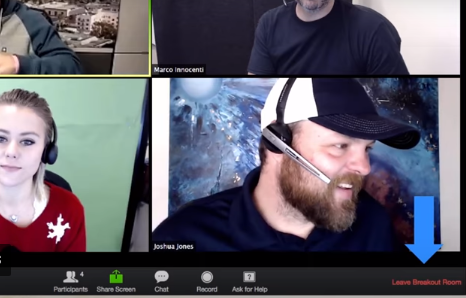 Marco Innocenti
Joshua Jones
4
Participants
Share Screen
Chat
Record
Ask for Help
Leave Breakout Room